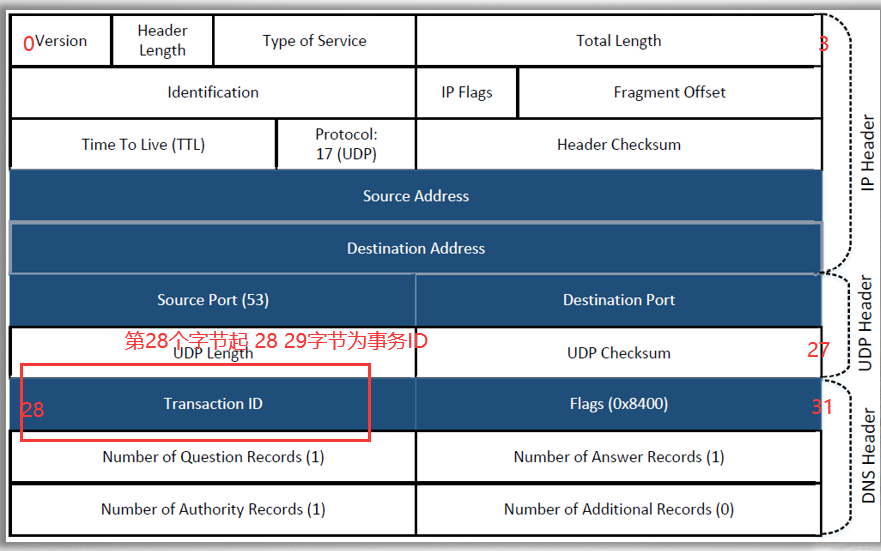 0
Version
Header
Length
Type of Service
Total Length
3
Identification
IP Flags
Fragment Offset
Time To Live (TTL)
Protocol:
17 (UDP)
Header Checksum
IP Header
Source Address
Destination Address
Source Port (53)
Destination Port
第28个字节起 28 29字节为事务ID
UDP Length
UDP Checksum
27
UDP Header
28
Transaction ID
Flags (0x8400)
31
Number of Question Records (1)
Number of Answer Records (1)
Number of Authority Records (1)
Number of Additional Records (0)
DNS Header